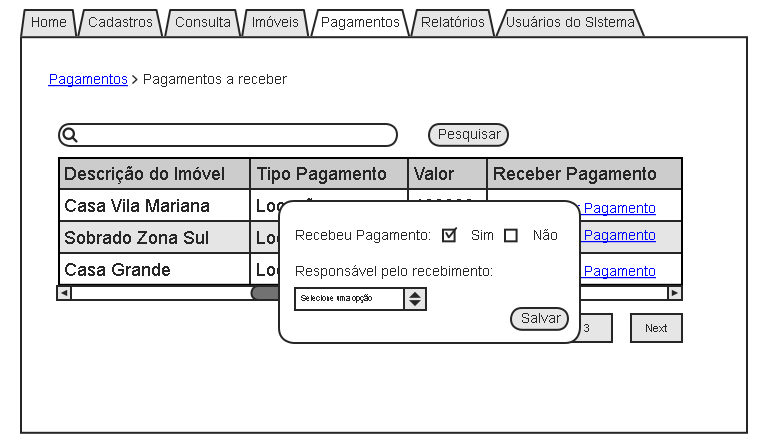 Home Cadastros Consulta Imóveis Pagamentos Relatórios Usuários do SIstema
Pagamentos > Pagamentos a receber
Pesquisar
Descrição do Imóvel Tipo Pagamento Valor Receber Pagamento
Casa Vila Mariana Pagamento
Sobrado Zona Sul Pagamento
Casa Grande Pagamento
Recebeu Pagamento: Sim Não
Responsável pelo recebimento:
Selecione uma opção
Salvar
3 Next